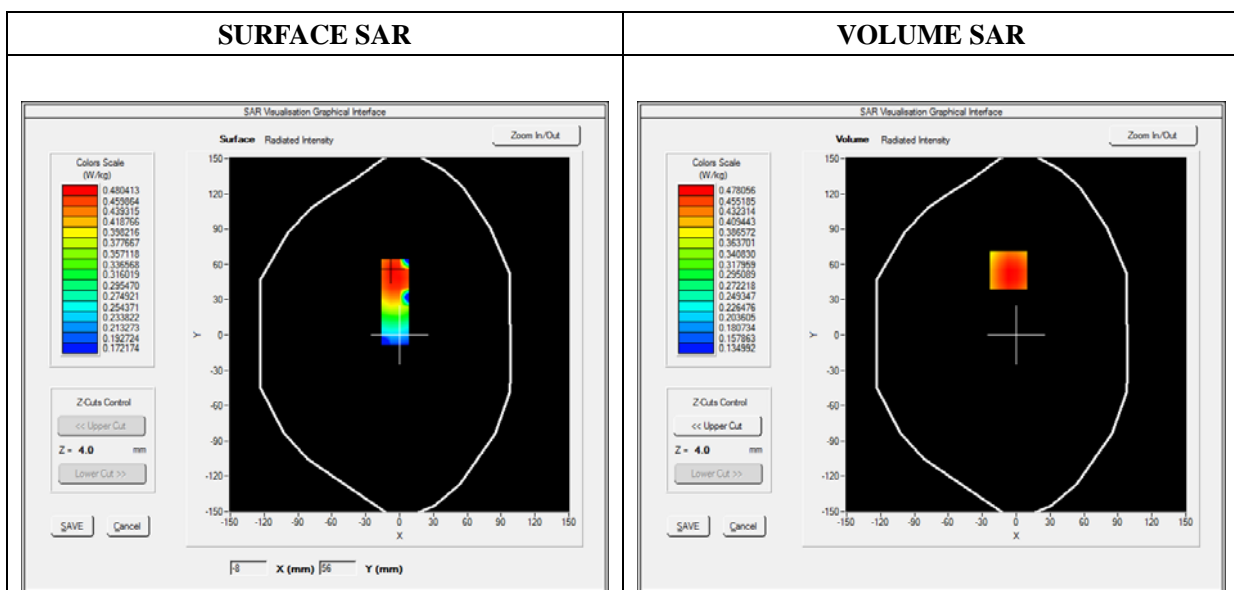 SURFACE SAR
SAR Visualisation Graphical Interface
Surface Radiated Intensity
Zoom In/Out
Colors Scale
(W/kg)
0.480413
0.459864
0.439315
0.418766
0.398216
0.377667
0.357118
0.336568
0.316019
0.295470
0.274921
0.254371
0.233822
0.213273
0.192724
0.172174
Z-Cuts Control
<< Upper Cut
Z = 4.0 mm
Lower Cut >>
SAVE Cancel
150
120
90
60
30
0
-30
-60
-90
-120
-150
Y
-150 -120 -90 -60 -30 0 30 60 90 120 150
X
-8 X (mm) 56 Y (mm)
VOLUME SAR
SAR Visualisation Graphical Interface
Volume Radiated Intensity
Zoom In/Out
Colors Scale
(W/kg)
0.478056
0.455185
0.432314
0.409443
0.386572
0.363701
0.340830
0.317959
0.295089
0.272218
0.249347
0.226476
0.203605
0.180734
0.157863
0.134992
Z-Cuts Control
<< Upper Cut
Z = 4.0 mm
Lower Cut >>
SAVE Cancel
150
120
90
60
30
0
-30
-60
-90
-120
-150
Y
-150 -120 -90 -60 -30 0 30 60 90 120 150
X